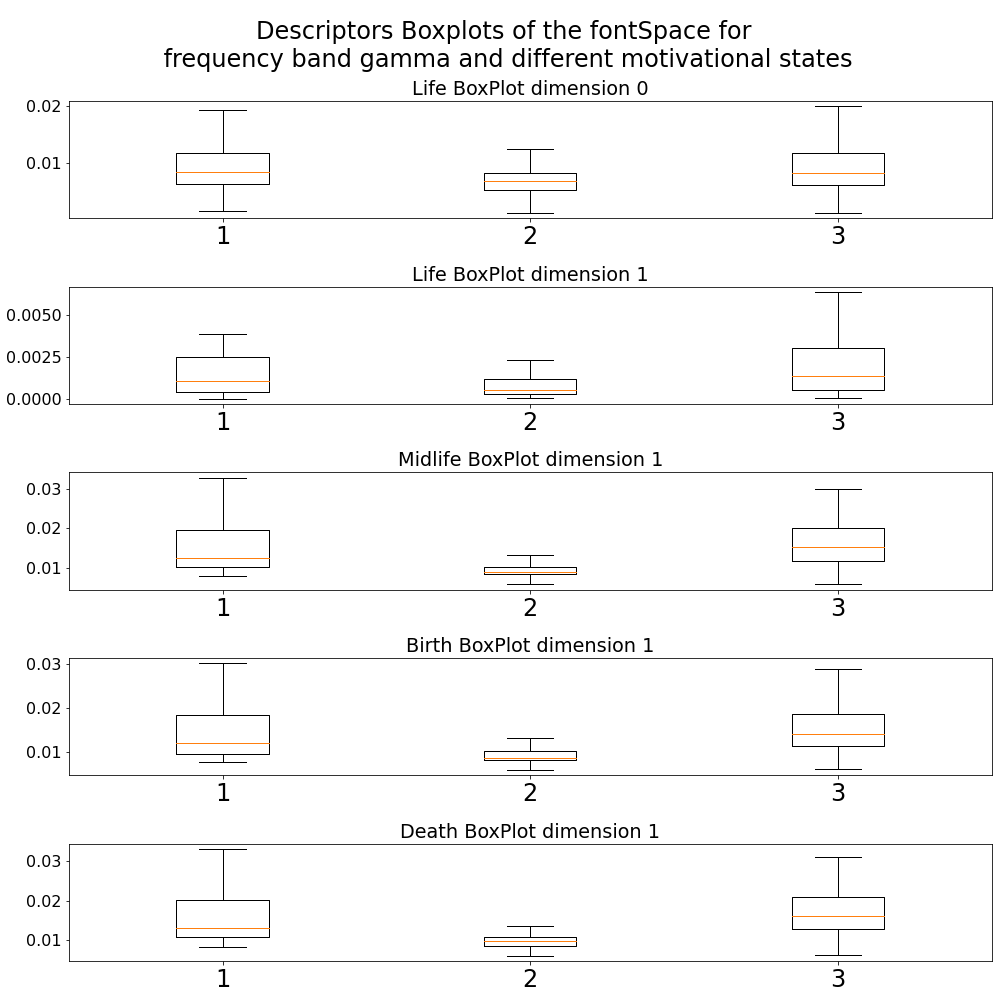 Descriptors Boxplots of the fontSpace for
frequency band gamma and different motivational states
Life BoxPlot dimension 0
0.02
0.01
1 2 3
Life BoxPlot dimension 1
0.0050
0.0025
0.0000
1 2 3
Midlife BoxPlot dimension 1
0.03
0.02
0.01
1 2 3
Birth BoxPlot dimension 1
0.03
0.02
0.01
1 2 3
Death BoxPlot dimension 1
0.03
0.02
0.01
1 2 3